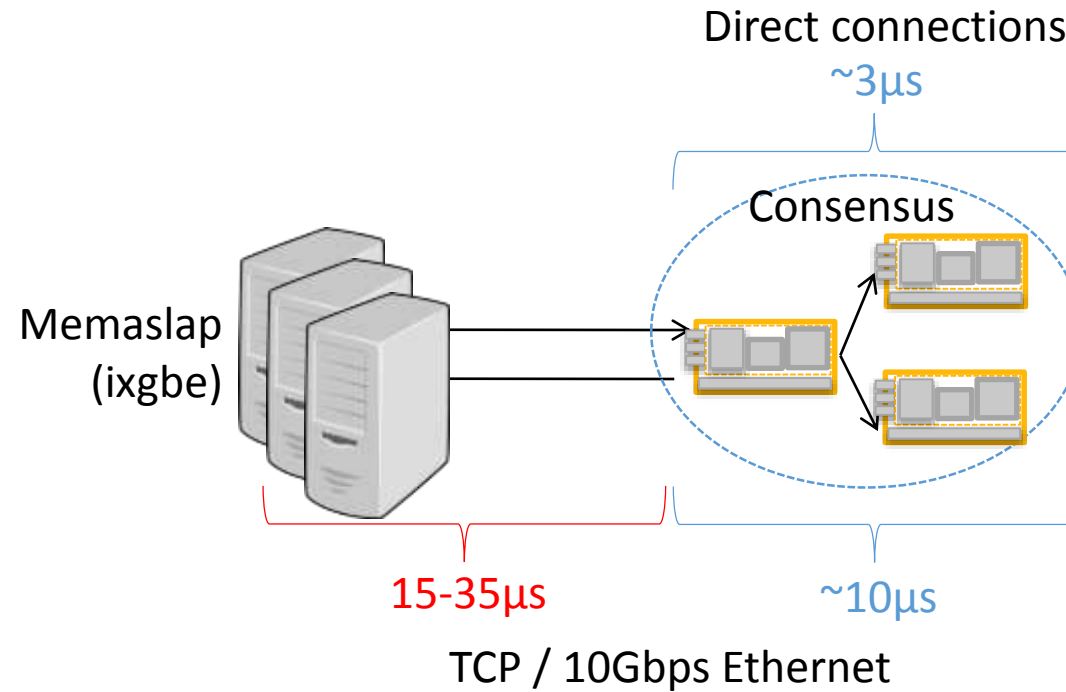 Direct connections
~3µs
Consensus
Memaslap
(ixgbe)
15-35µs
~10µs
TCP / 10Gbps Ethernet